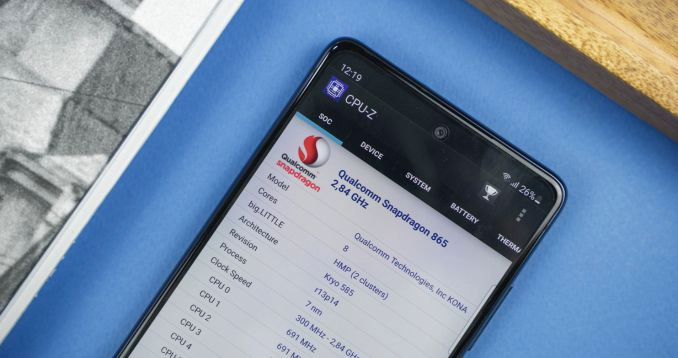 12:19
26%
CPU-Z
SOC DEVICE SYSTEM BATTERY THERMA
Qualcomm
snapdragon
Qualcomm Snapdragon 865
2,84 GHz
Model Qualcomm Technologies, Inc KONA
Cores 8
big.LITTLE HMP (2 clusters)
Architecture Kryo 585
Revision r13p14
Process 7 nm
Clock Speed 300 MHz - 2,84
CPU 0 691 MHz
CPU 1 691 MHz
CPU 2
CPU 3
CPU 4